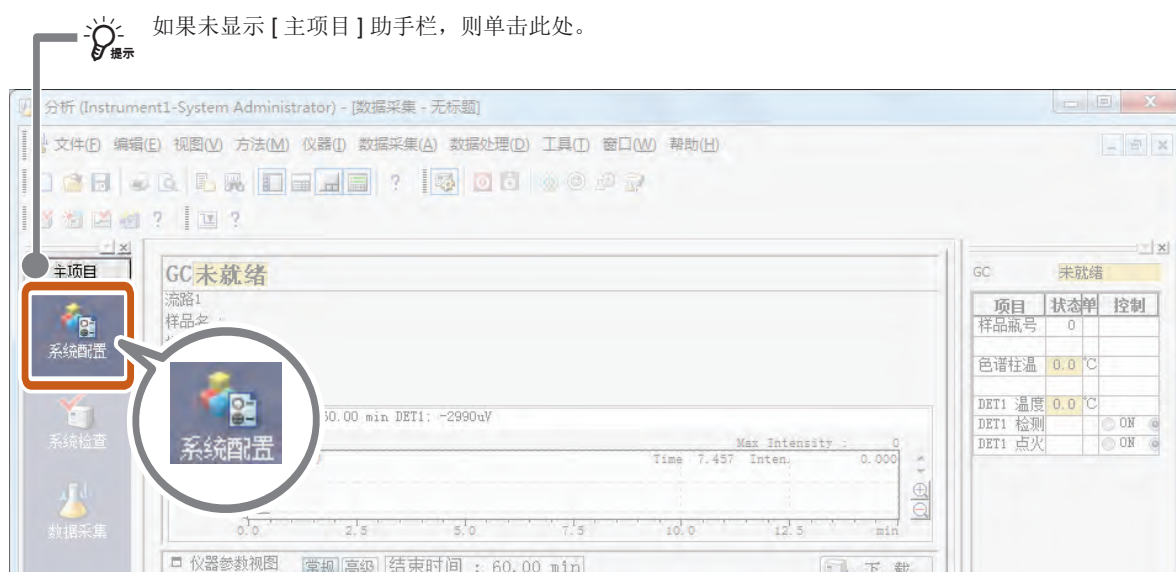 如果未显示 [ 主项目 ] 助手栏，则单击此处。
提示
分析 (Instrument1-System Administrator) - [数据采集 - 无标题]
文件(F) 编辑(E) 视图(V) 方法(M) 仪器(I) 数据采集(A) 数据处理(D) 工具(T) 窗口(W) 帮助(H)
主项目
系统配置
系统检查
数据采集
GC未就绪
流路1
样品名 :
系统配置
0.00 min DET1: -2990uV
Max Intensity : 0
Time 7.457 Inten. 0.000
0.0 2.5 5.0 7.5 10.0 12.5 min
仪器参数视图 常规 高级 结束时间 : 60.00 min 下 载
GC 未就绪
项目 状态 单 控制
样品瓶号 0
色谱柱温 0.0 ℃
DET1 温度 0.0 ℃
DET1 检测 ON
DET1 点火 ON